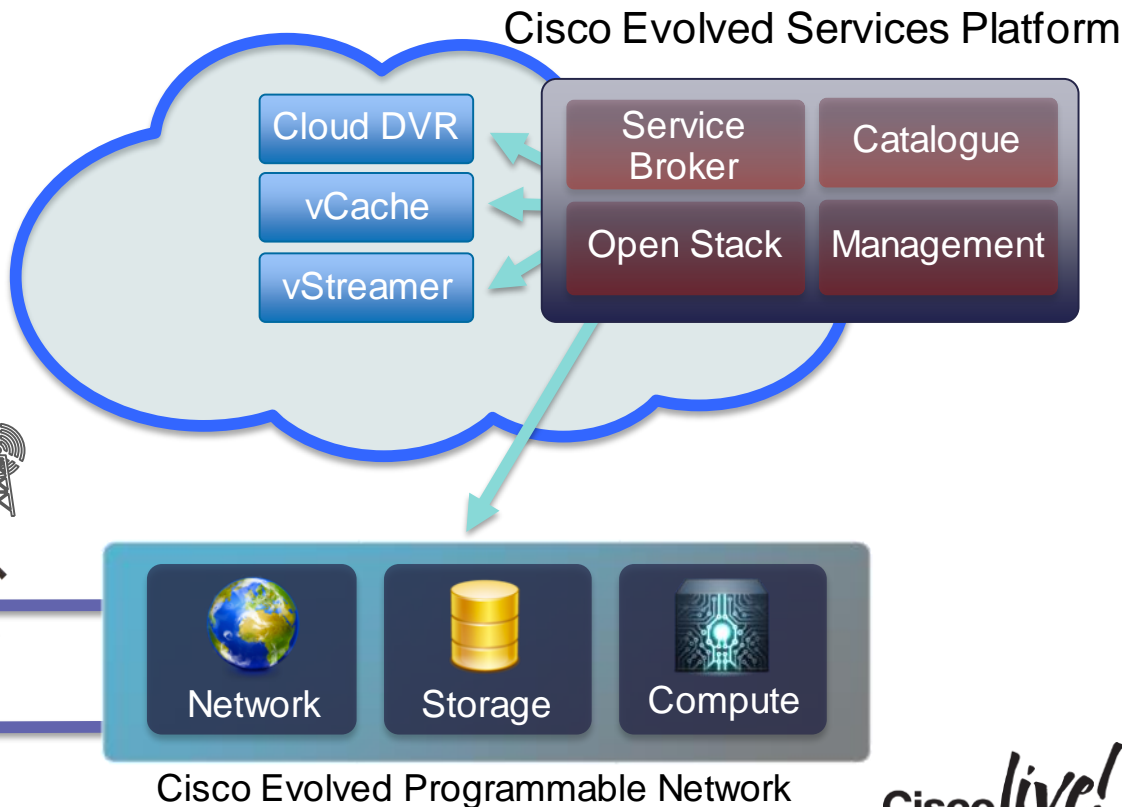 Cisco Evolved Services Platform
Cloud DVR
vCache
vStreamer
Service
Broker
Catalogue
Open Stack
Management
Network
Storage
Compute
Cisco Evolved Programmable Network
Cisco live!